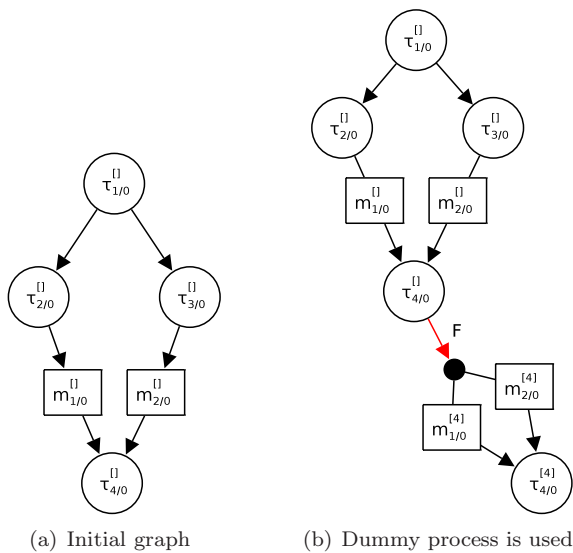 τ[]1/0
τ[]2/0
τ[]3/0
m[]1/0
m[]2/0
τ[]4/0
(a) Initial graph
τ[]1/0
τ[]2/0
τ[]3/0
m[]1/0
m[]2/0
τ[]4/0
F
m[4]2/0
m[4]1/0
τ[4]4/0
(b) Dummy process is used